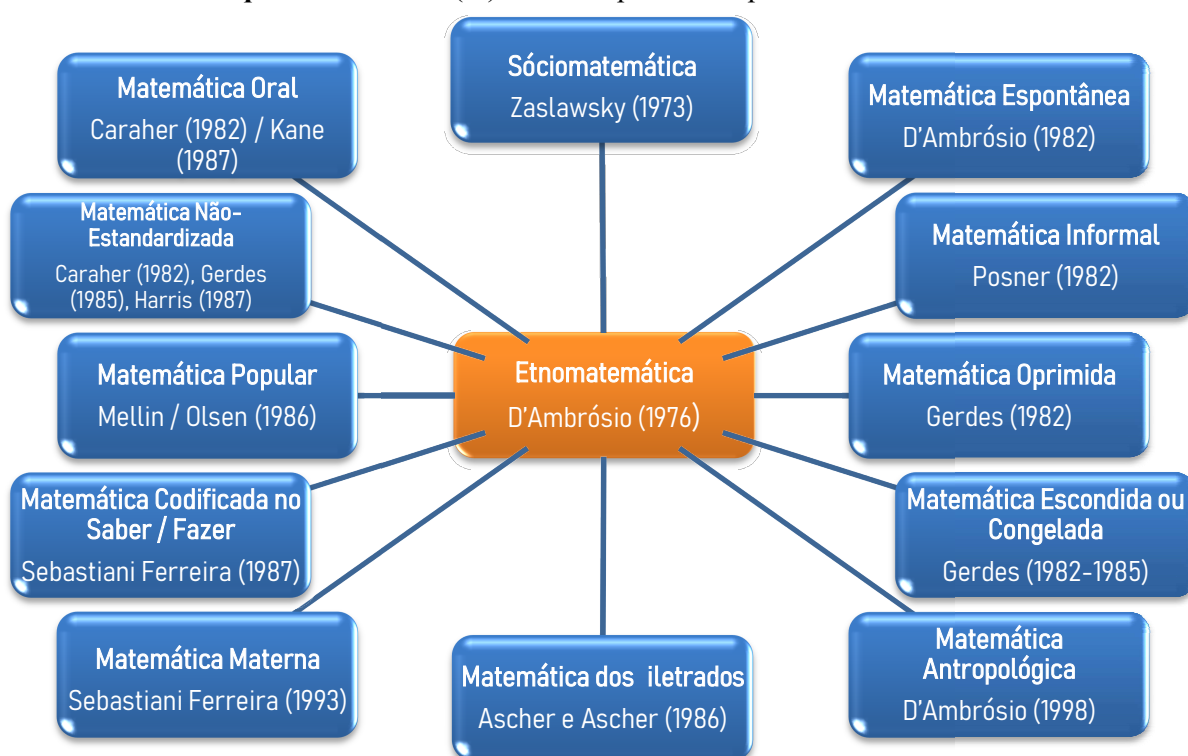 Sóciomatemática
Zaslawsky (1973)
Matemática Oral
Caraher (1982) / Kane
(1987)
Matemática Espontânea
D’Ambrósio (1982)
Matemática Não-
Estandardizada
Caraher (1982), Gerdes
(1985), Harris (1987)
Matemática Informal
Posner (1982)
Matemática Popular
Mellin / Olsen (1986)
Etnomatemática
D’Ambrósio (1976)
Matemática Oprimida
Gerdes (1982)
Matemática Codificada no
Saber / Fazer
Sebastiani Ferreira (1987)
Matemática Escondida ou
Congelada
Gerdes (1982-1985)
Matemática Materna
Sebastiani Ferreira (1993)
Matemática dos iletrados
Ascher e Ascher (1986)
Matemática
Antropológica
D’Ambrósio (1998)